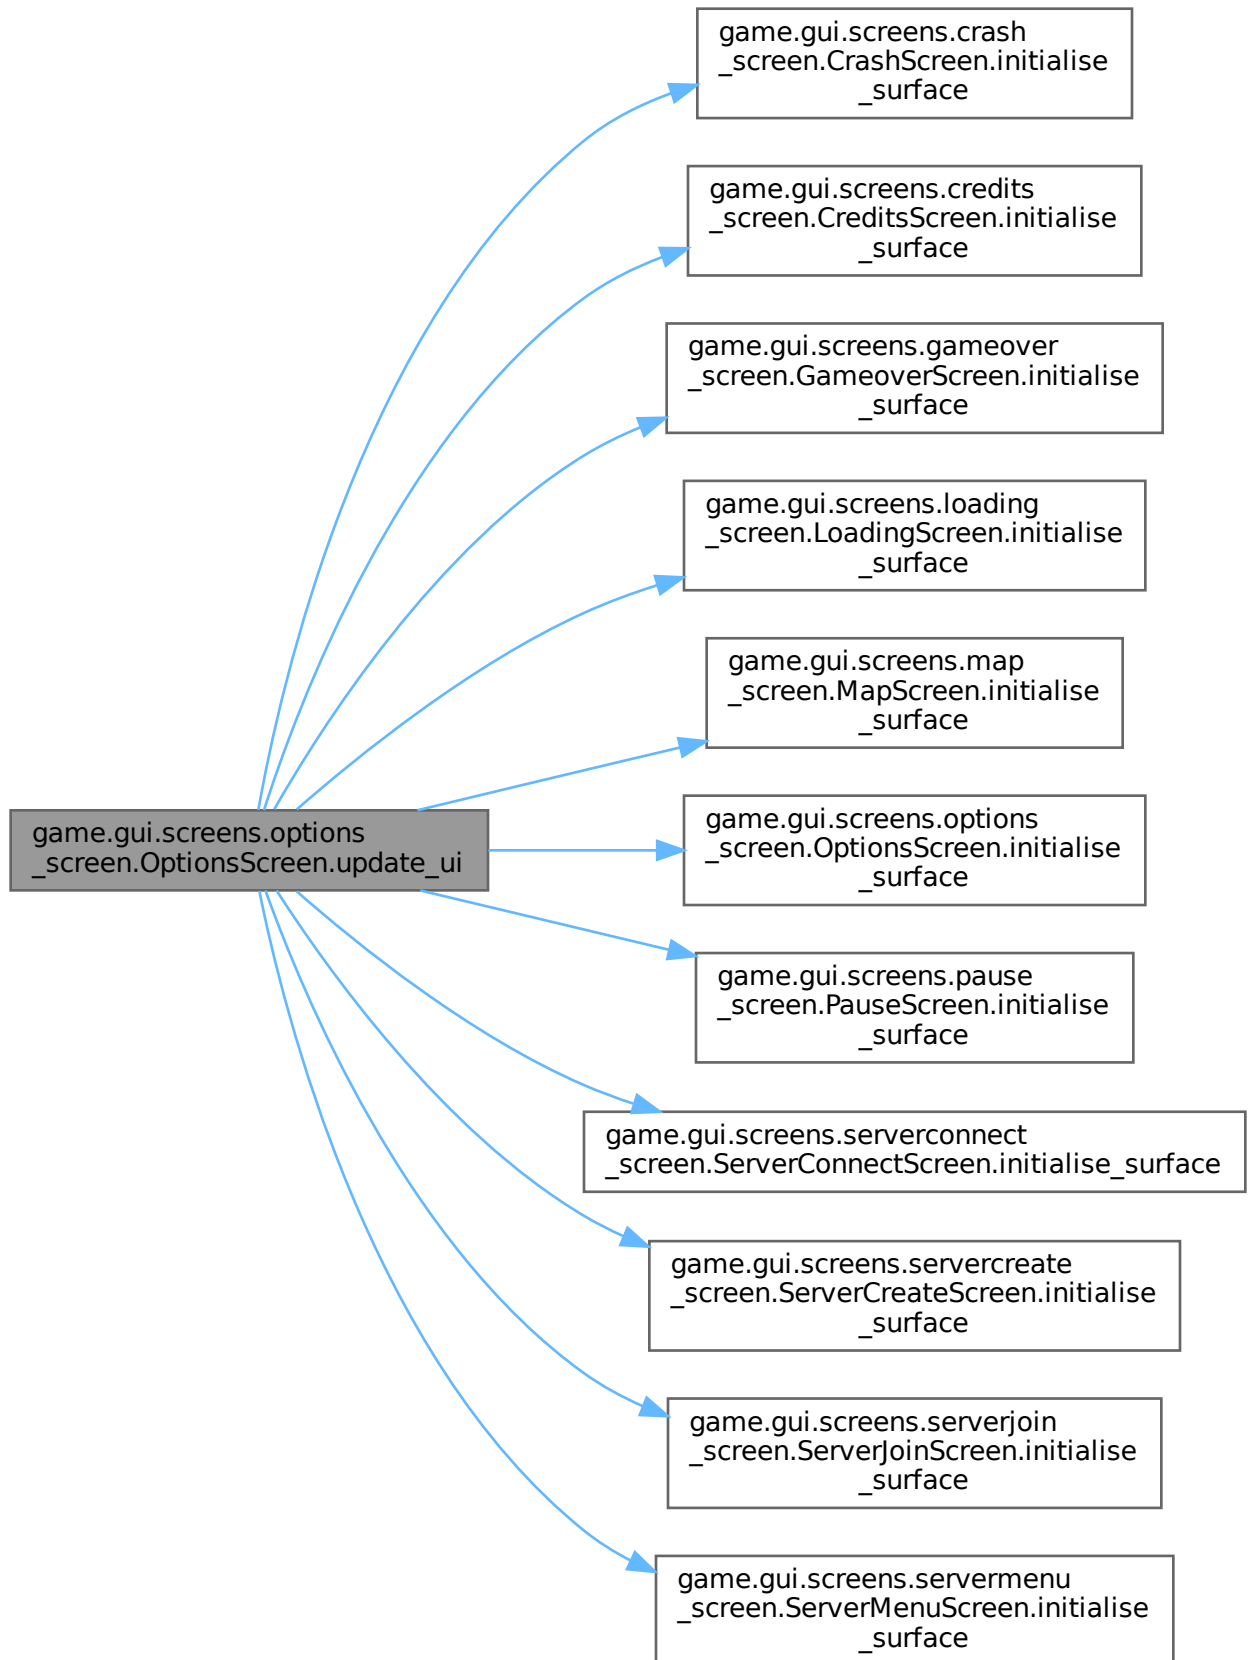 game.gui.screens.crash
_screen.CrashScreen.initialise
_surface
game.gui.screens.credits
_screen.CreditsScreen.initialise
_surface
game.gui.screens.gameover
_screen.GameoverScreen.initialise
_surface
game.gui.screens.loading
_screen.LoadingScreen.initialise
_surface
game.gui.screens.map
_screen.MapScreen.initialise
_surface
game.gui.screens.options
_screen.OptionsScreen.update_ui
game.gui.screens.options
_screen.OptionsScreen.initialise
_surface
game.gui.screens.pause
_screen.PauseScreen.initialise
_surface
game.gui.screens.serverconnect
_screen.ServerConnectScreen.initialise_surface
game.gui.screens.servercreate
_screen.ServerCreateScreen.initialise
_surface
game.gui.screens.serverjoin
_screen.ServerJoinScreen.initialise
_surface
game.gui.screens.servermenu
_screen.ServerMenuScreen.initialise
_surface